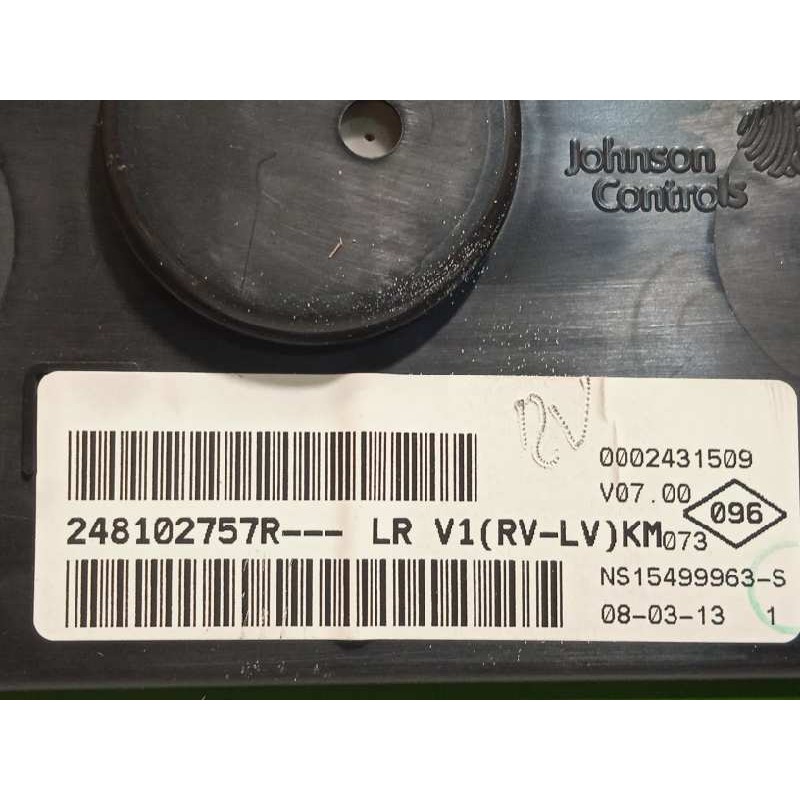 Johnson
Controls
0002431509
V07.00
096
248102757R--- LR V1(RV-LV)KM073
NS15499963-S
08-03-13 1